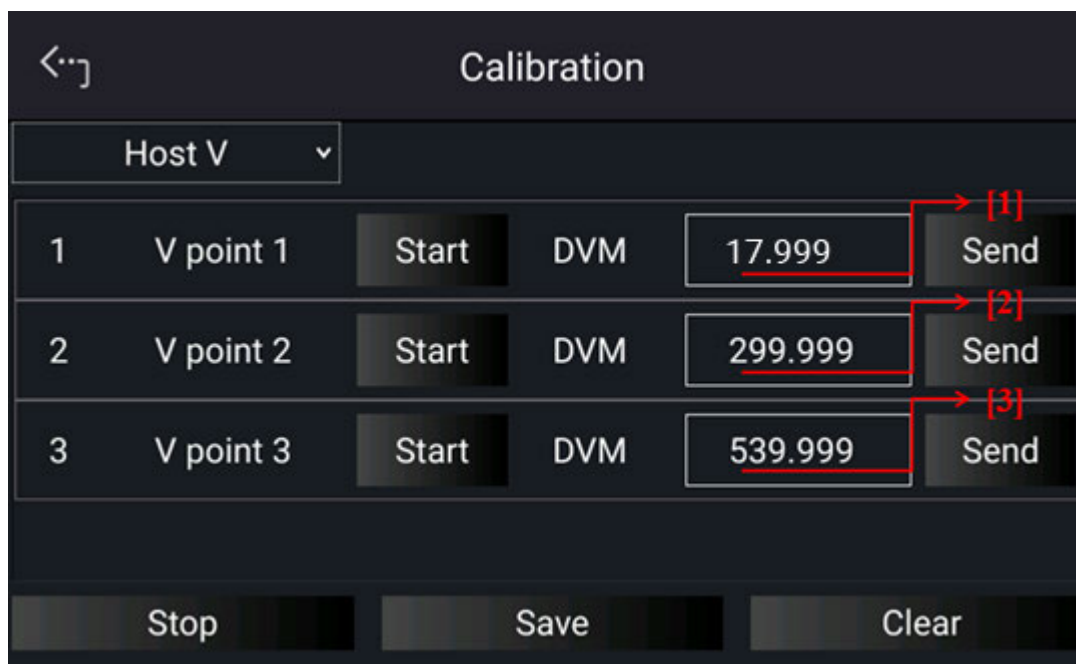 Calibration
Host V
[1]
1 V point 1 Start DVM 17.999 Send
[2]
2 V point 2 Start DVM 299.999 Send
[3]
3 V point 3 Start DVM 539.999 Send
Stop Save Clear